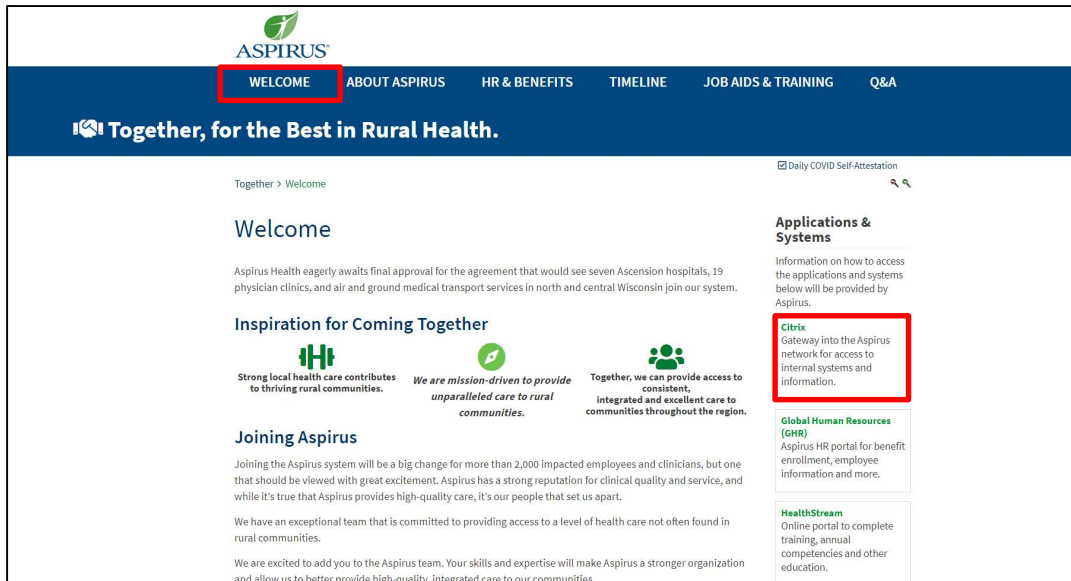 ASPIRUS®
WELCOME ABOUT ASPIRUS HR & BENEFITS TIMELINE JOB AIDS & TRAINING Q&A
Together, for the Best in Rural Health.
Daily COVID Self-Attestation
Together > Welcome
Welcome
Aspirus Health eagerly awaits final approval for the agreement that would see seven Ascension hospitals, 19
physician clinics, and air and ground medical transport services in north and central Wisconsin join our system.
Inspiration for Coming Together
Strong local health care contributes
to thriving rural communities.
We are mission-driven to provide
unparalleled care to rural
communities.
Together, we can provide access to
consistent,
integrated and excellent care to
communities throughout the region.
Joining Aspirus
Joining the Aspirus system will be a big change for more than 2,000 impacted employees and clinicians, but one
that should be viewed with great excitement. Aspirus has a strong reputation for clinical quality and service, and
while it's true that Aspirus provides high-quality care, it's our people that set us apart.
We have an exceptional team that is committed to providing access to a level of health care not often found in
rural communities.
We are excited to add you to the Aspirus team. Your skills and expertise will make Aspirus a stronger organization
and allow us to better provide high-quality, integrated care to our communities.
Applications &
Systems
Information on how to access
the applications and systems
below will be provided by
Aspirus.
Citrix
Gateway into the Aspirus
network for access to
internal systems and
information.
Global Human Resources
(GHR)
Aspirus HR portal for benefit
enrollment, employee
information and more.
HealthStream
Online portal to complete
training, annual
competencies and other
education.